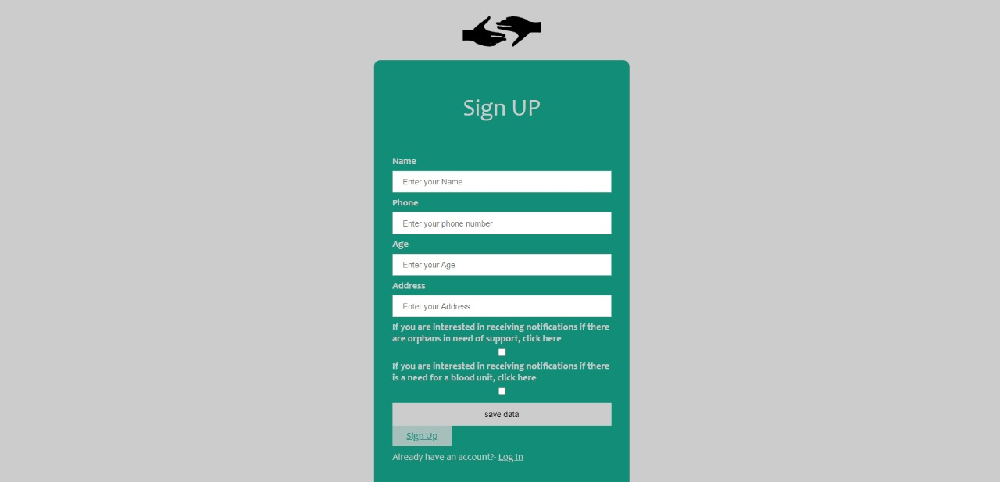 Sign UP
Name
Enter your Name
Phone
Enter your phone number
Age
Enter your Age
Address
Enter your Address
If you are interested in receiving notifications if there
are orphans in need of support, click here
If you are interested in receiving notifications if there
is a need for a blood unit, click here
save data
Sign Up
Already have an account?- Log In